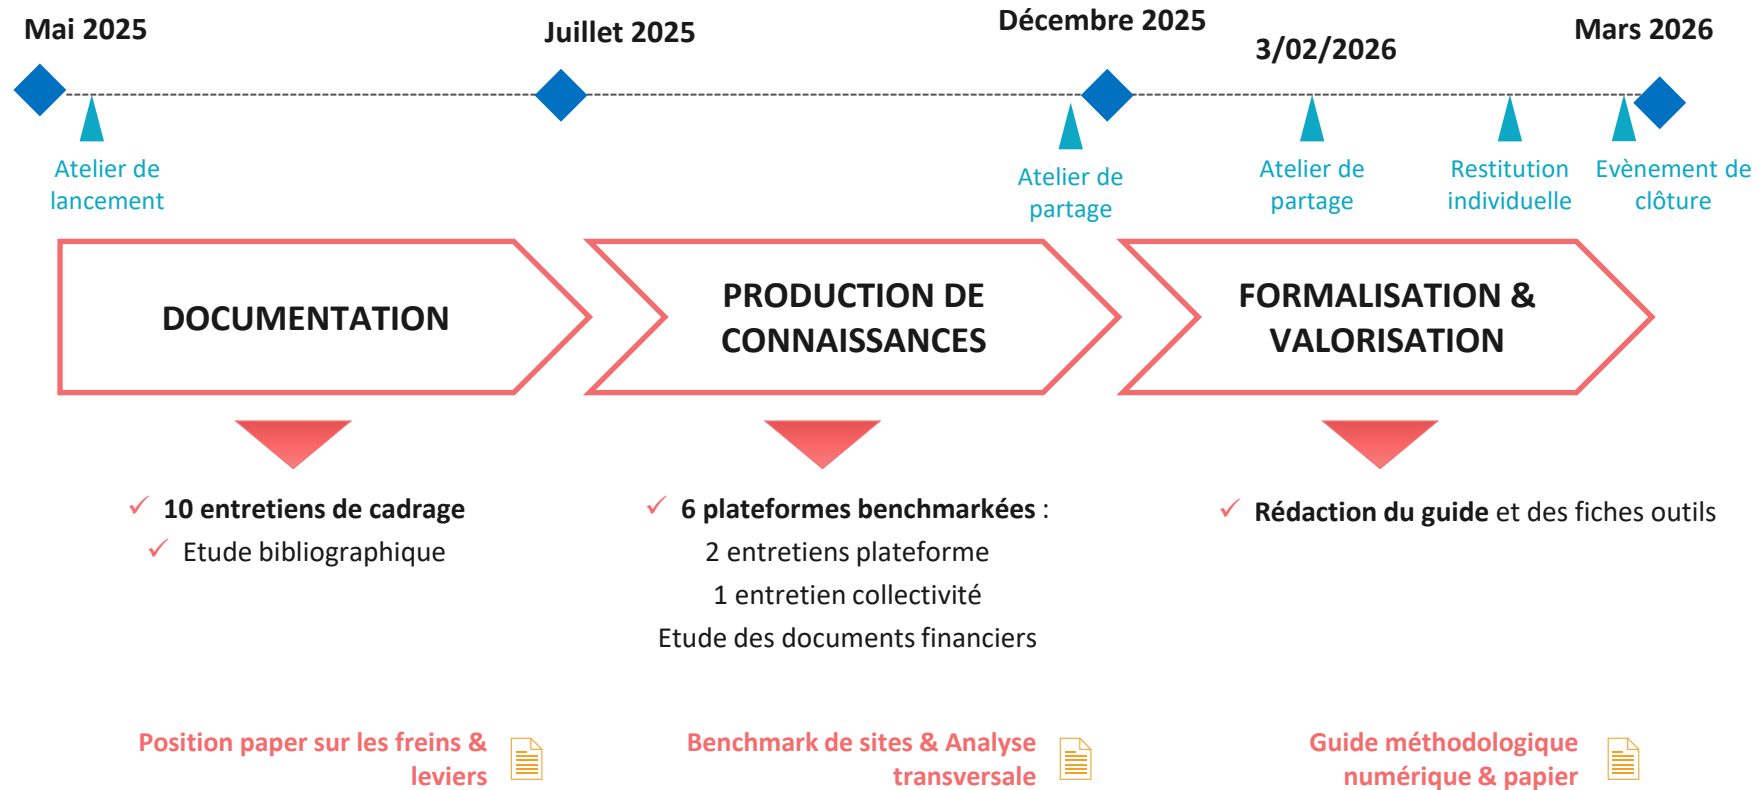 Mai 2025
Juillet 2025
Décembre 2025
3/02/2026
Mars 2026
Atelier de
lancement
Atelier de
partage
Atelier de
partage
Restitution
individuelle
Evènement de
clôture
DOCUMENTATION
PRODUCTION DE
CONNAISSANCES
FORMALISATION &
VALORISATION
✓ 10 entretiens de cadrage
✓ Etude bibliographique
✓ 6 plateformes benchmarkées :
2 entretiens plateforme
1 entretien collectivité
Etude des documents financiers
✓ Rédaction du guide et des fiches outils
Position paper sur les freins &
leviers
Benchmark de sites & Analyse
transversale
Guide méthodologique
numérique & papier